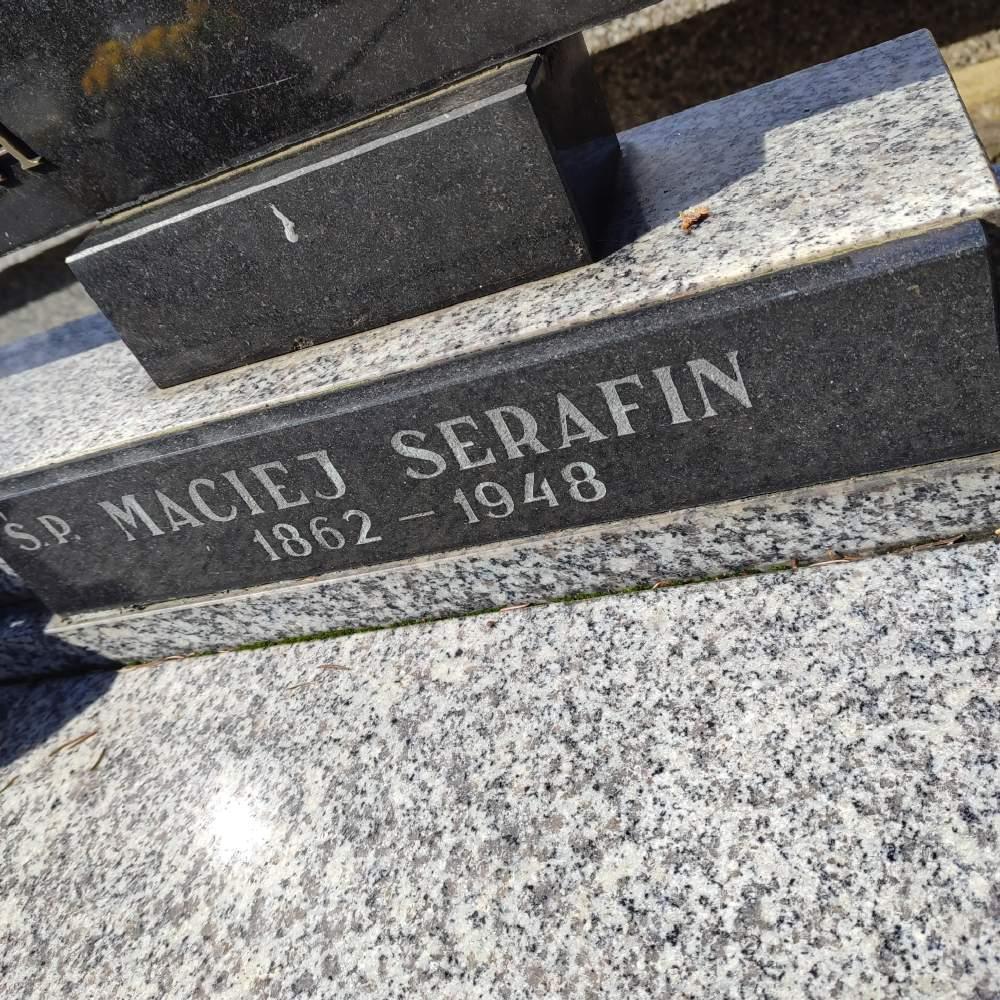 Ś.P. MACIEJ SERAFIN
1862 – 1948